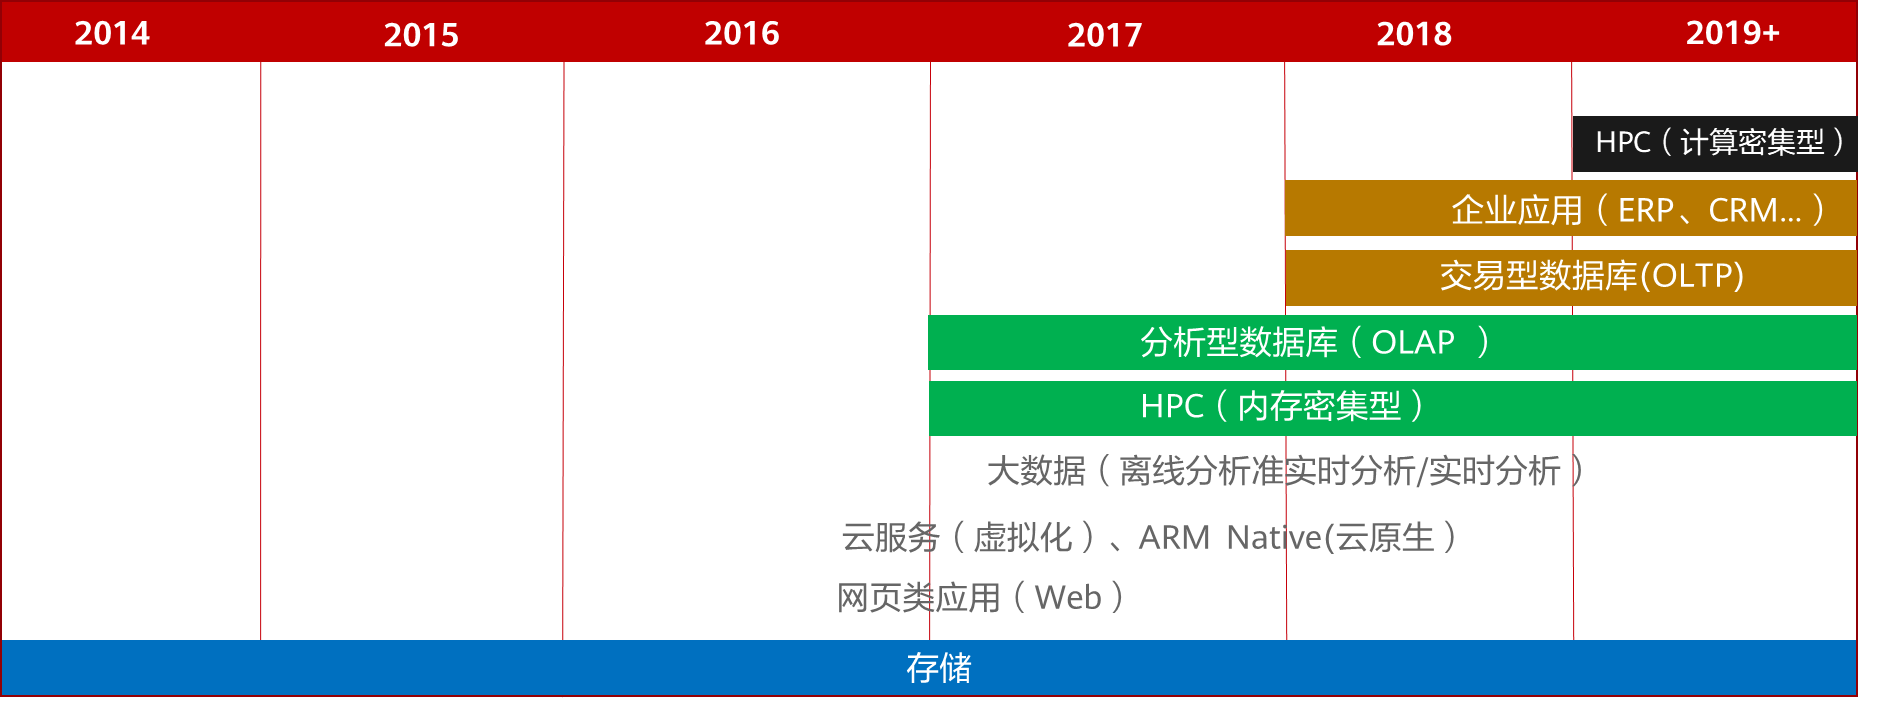 2014 2015 2016 2017 2018 2019+
HPC（计算密集型）
企业应用（ERP、CRM...）
交易型数据库(OLTP)
分析型数据库（OLAP ）
HPC（内存密集型）
大数据（离线分析准实时分析/实时分析）
云服务（虚拟化）、ARM Native(云原生）
网页类应用（Web）
存储